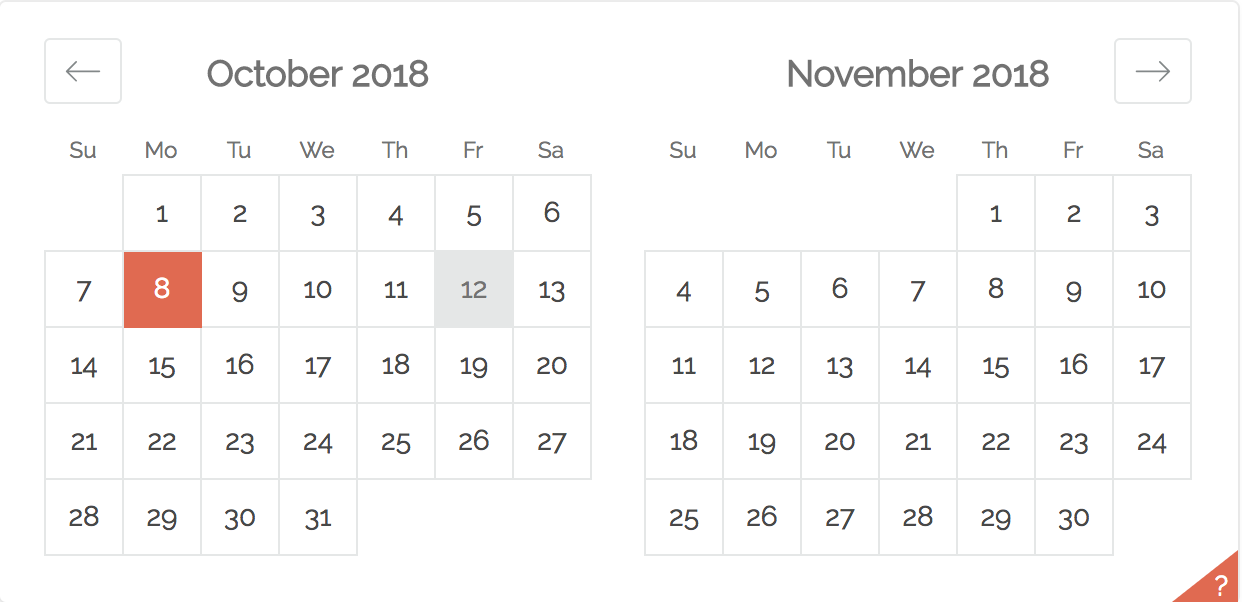 October 2018
Su Mo Tu We Th Fr Sa
1 2 3 4 5 6
7 8 9 10 11 12 13
14 15 16 17 18 19 20
21 22 23 24 25 26 27
28 29 30 31
November 2018
Su Mo Tu We Th Fr Sa
1 2 3
4 5 6 7 8 9 10
11 12 13 14 15 16 17
18 19 20 21 22 23 24
25 26 27 28 29 30
?